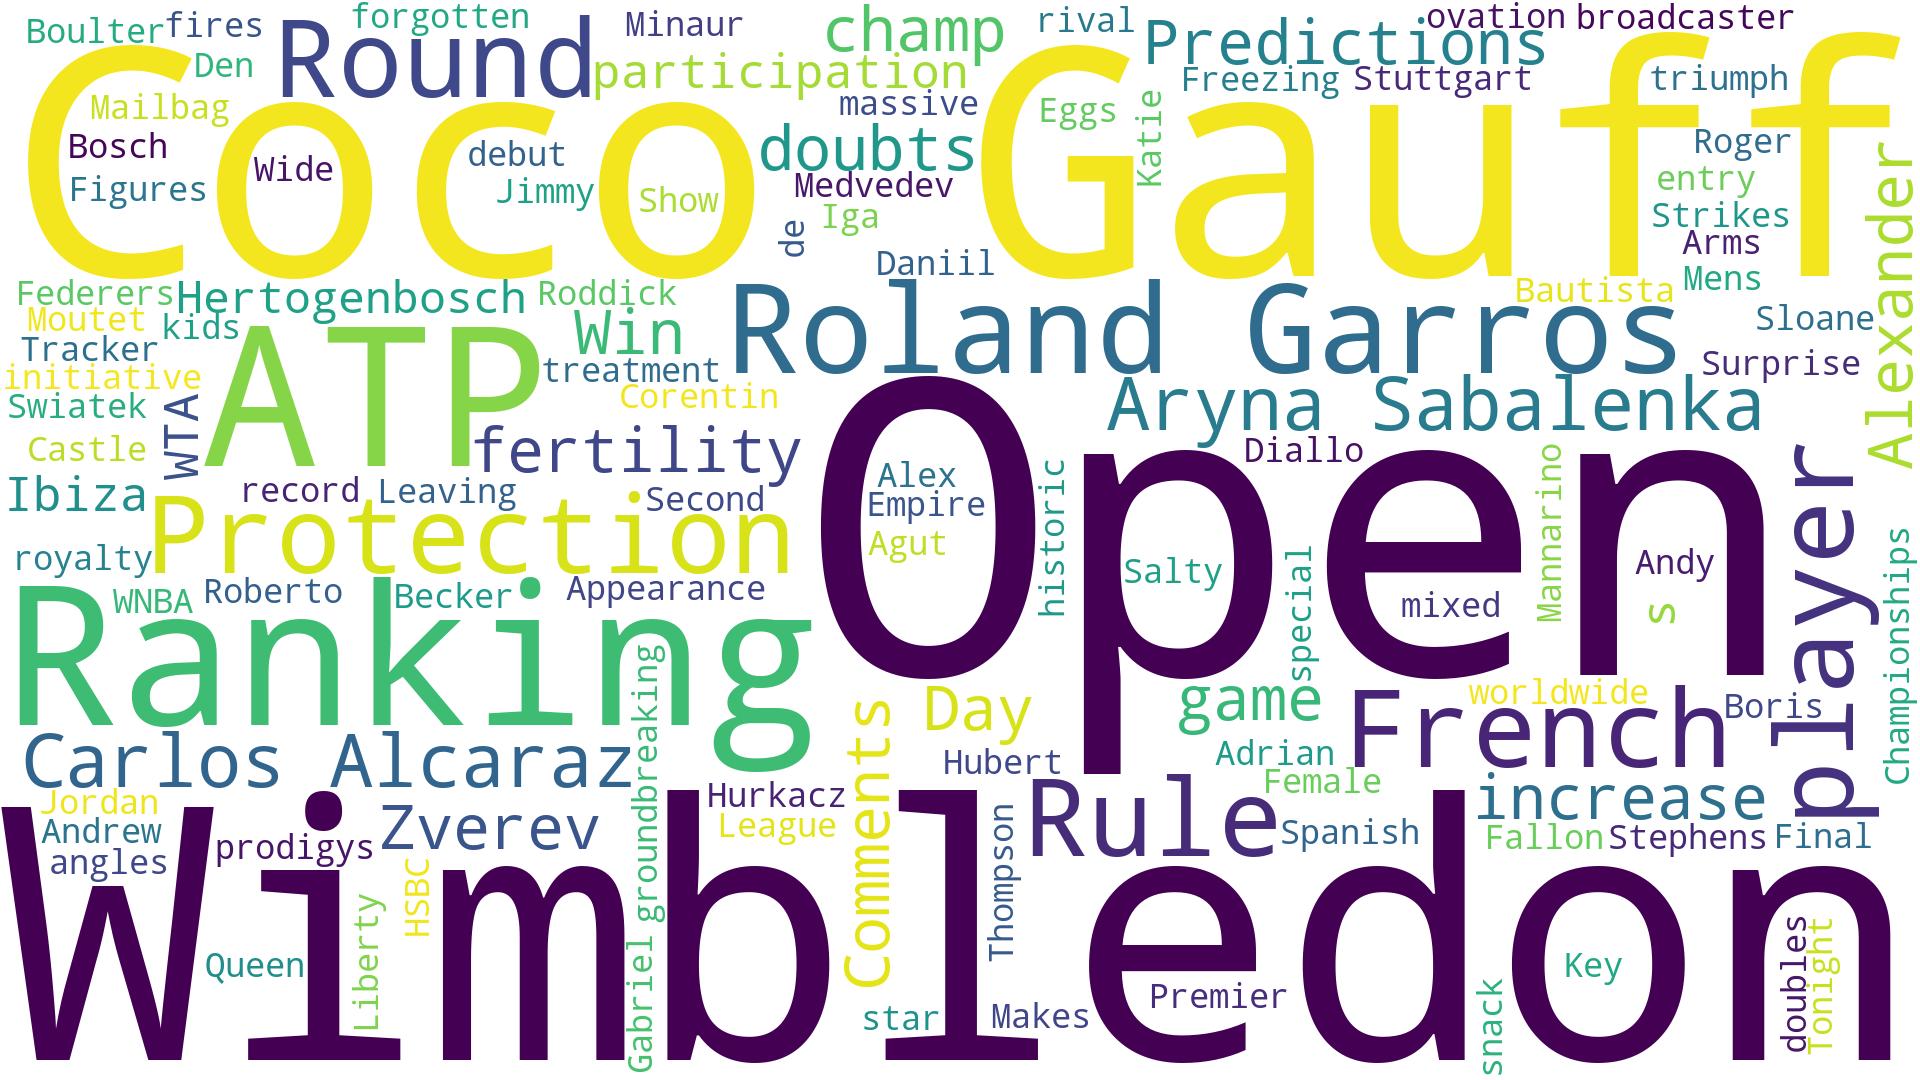 Boulter
fires
forgotten
Minaur
champ
rival
ovation
broadcaster
Den
Round
participation
Predictions
Mailbag
massive
Eggs
Katie
Freezing
Stuttgart
triumph
Coco Gauff
Bosch
Wide
debut
doubts
Roger
Figures
Jimmy
Show
Medvedev
Iga
entry
Strikes
Alexander
de
Daniil
Arms
Mens
Federers
Hertogenbosch
Roddick
Bautista
Moutet
kids
Win
Roland Garros
Sloane
Tracker
treatment
Surprise
initiative
ATP
Corentin
Aryna Sabalenka
Swiatek
WTA
Castle
fertility
Diallo
player
Ibiza
record
Leaving
Second
Alex
Empire
historic
Open
Mannarino
Protection
Agut
royalty
Salty
special
Andy
WNBA
Roberto
Becker
Appearance
mixed
s
Championships
Ranking
groundbreaking
Comments
Day
game
French
worldwide
Boris
Carlos Alcaraz
Hubert
Adrian
Female
Jordan
Hurkacz
Rule
increase
Andrew
Zverev
League
Spanish
Fallon
Stephens
Final
angles
prodigys
HSBC
Thompson
Wimbledon
Queen
Liberty
Gabriel
Key
doubles
Tonight
star
Makes
Premier
snack